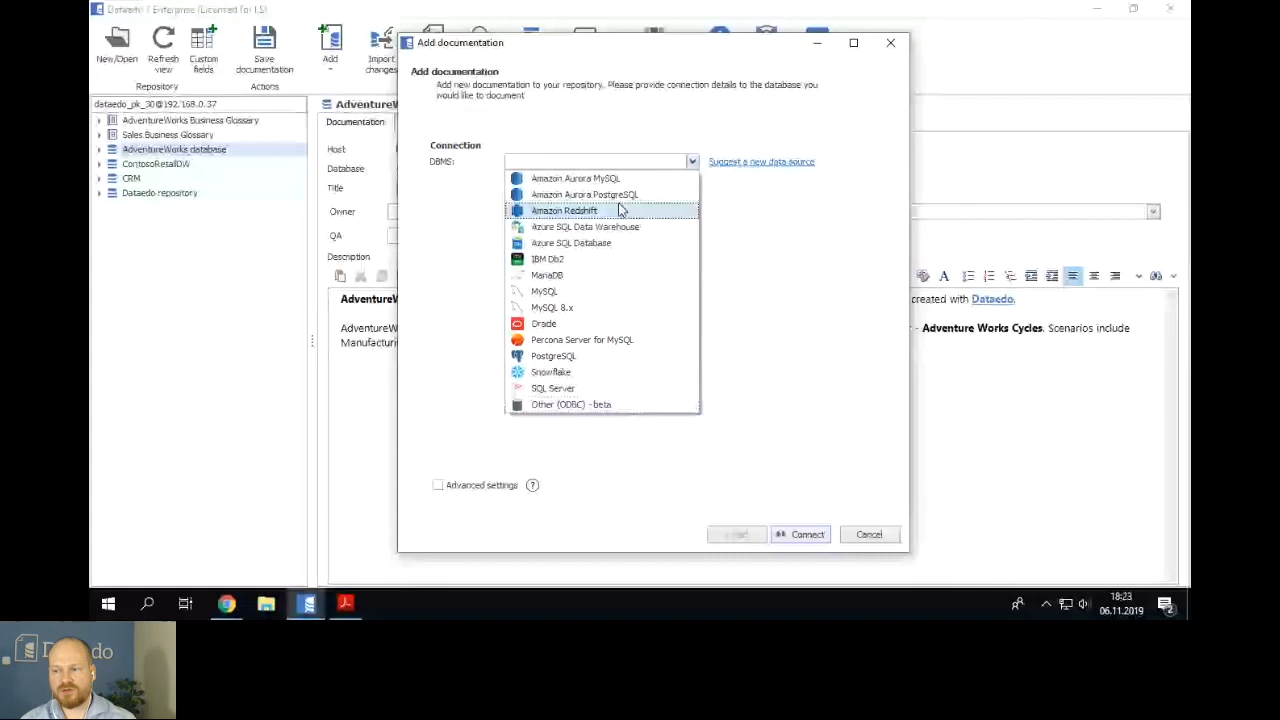 New/Open
Refresh view
Custom fields
Save documentation
Add
Import changes
Repository
Actions
dataedo_pk_30@192.168.0.37
AdventureWorks Business Glossary
Sales Business Glossary
AdventureWorks database
ContosoRetailDW
CRM
Dataedo repository
AdventureWorks
Documentation
Host
Database
Title
Owner
QA
Description
AdventureW
created with Dataedo.
AdventureW
- Adventure Works Cycles. Scenarios include
Manufacturi
Add documentation
Add documentation
Add new documentation to your repository. Please provide connection details to the database you
would like to document
Connection
DBMS:
Suggest a new data source
Amazon Aurora MySQL
Amazon Aurora PostgreSQL
Amazon Redshift
Azure SQL Data Warehouse
Azure SQL Database
IBM Db2
MariaDB
MySQL
MySQL 8.x
Oracle
Percona Server for MySQL
PostgreSQL
Snowflake
SQL Server
Other (ODBC) - beta
Advanced settings
Connect
Cancel
18:23
06.11.2019